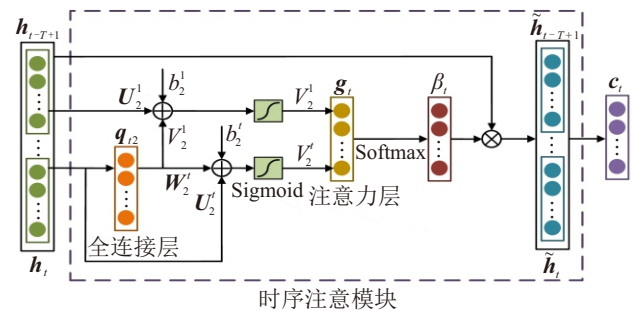 h_{t-T+1}
\tilde{h}_{t-T+1}
b_2^1
U_2^1
V_2^1
g_t
β_t
c_t
q_{t2}
V_2^1
b_2^t
V_2^t
Softmax
W_2^t
Sigmoid
注意力层
U_2^t
全连接层
h_t
\tilde{h}_t
时序注意模块